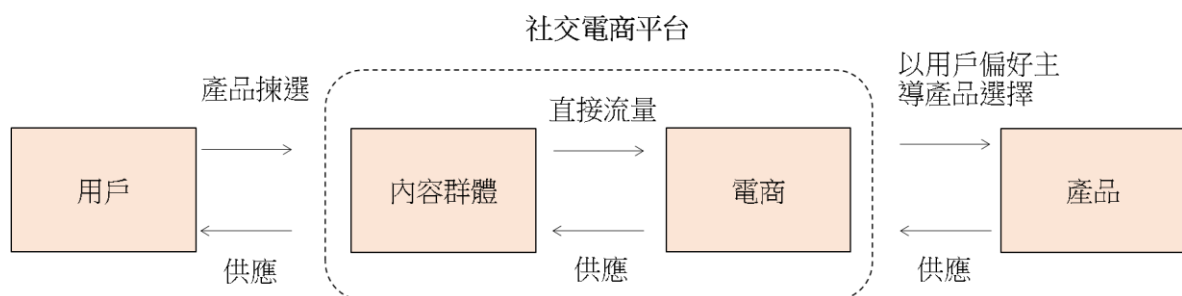 社交電商平台
產品揀選
直接流量
以用戶偏好主
導產品選擇
用戶
內容群體
電商
產品
供應
供應
供應